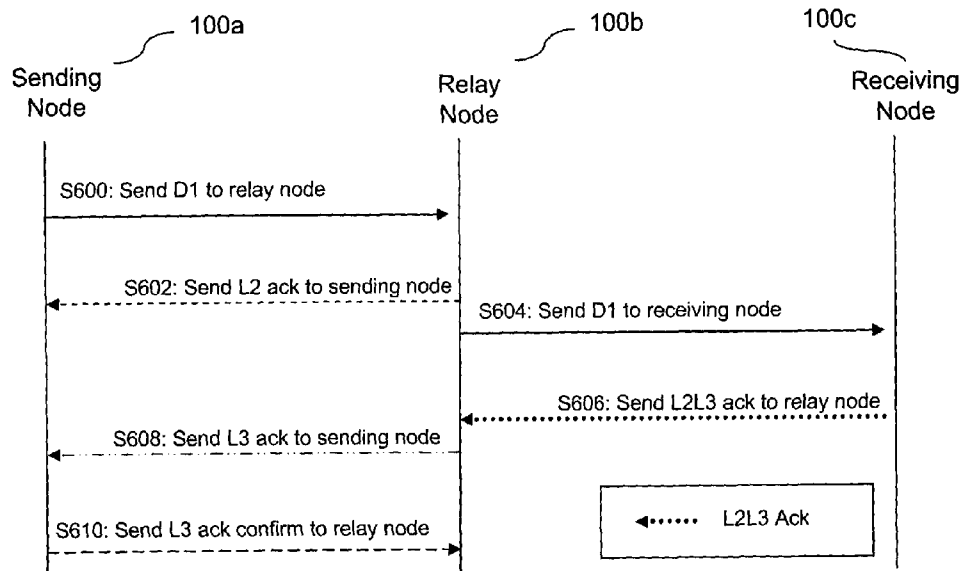 100a
100b
100c
Sending
Node
Relay
Node
Receiving
Node
S600: Send D1 to relay node
S602: Send L2 ack to sending node
S604: Send D1 to receiving node
S606: Send L2L3 ack to relay node
S608: Send L3 ack to sending node
S610: Send L3 ack confirm to relay node
L2L3 Ack